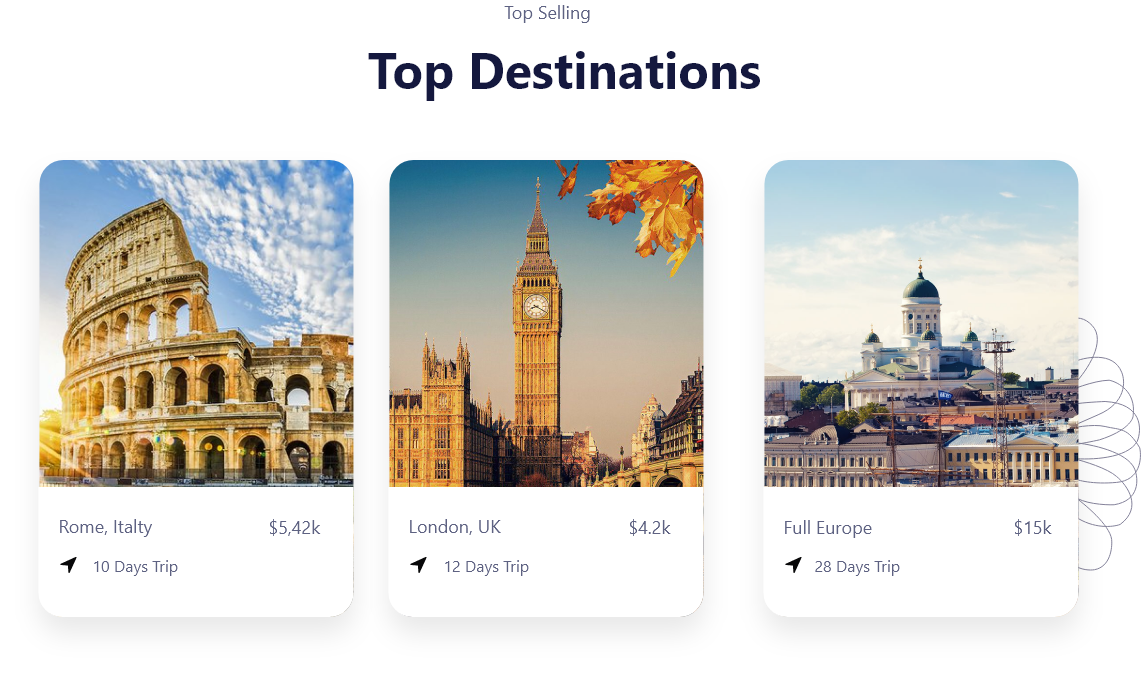 Top Selling
Top Destinations
Rome, Italty $5,42k
10 Days Trip
London, UK $4.2k
12 Days Trip
Full Europe $15k
28 Days Trip